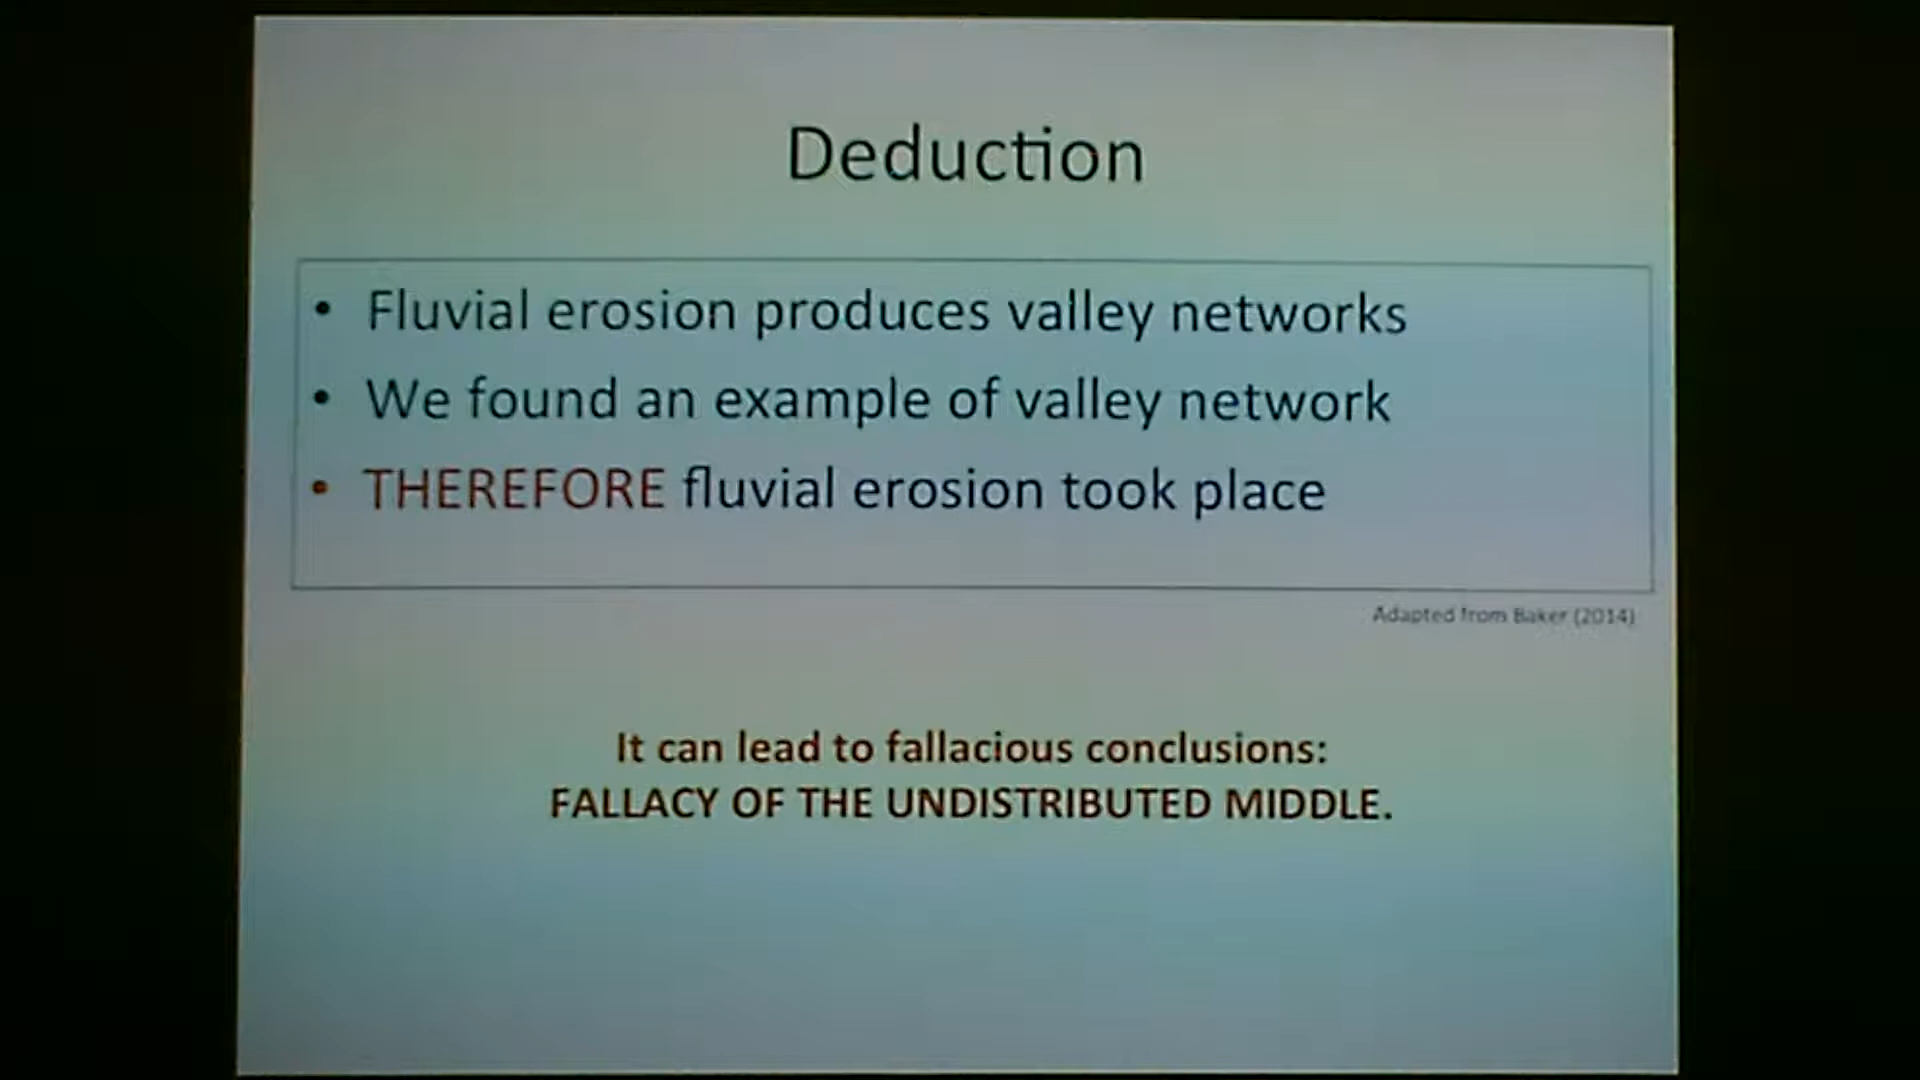 Deduction
• Fluvial erosion produces valley networks
• We found an example of valley network
• THEREFORE fluvial erosion took place
Adapted from Baker (2014)
It can lead to fallacious conclusions:
FALLACY OF THE UNDISTRIBUTED MIDDLE.